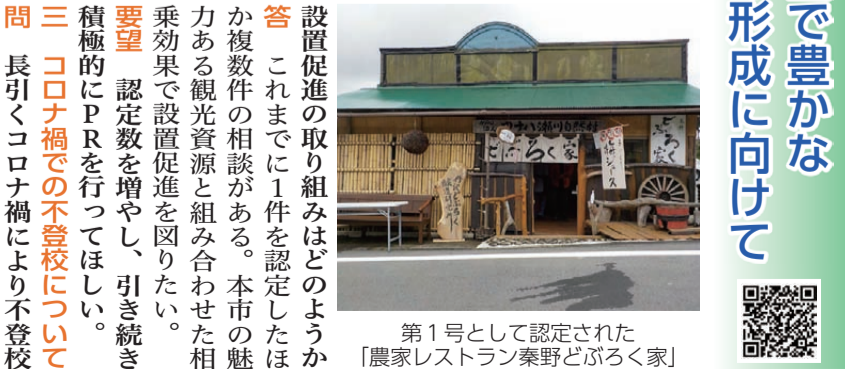 で豊かな
形成に向けて
第１号として認定された
「農家レストラン秦野どぶろく家」
設置促進の取り組みはどのようか
答　これまでに１件を認定したほ
か複数件の相談がある。本市の魅
力ある観光資源と組み合わせた相
乗効果で設置促進を図りたい。
要望　認定数を増やし、引き続き
積極的にＰＲを行ってほしい。
三　コロナ禍での不登校について
問　長引くコロナ禍により不登校